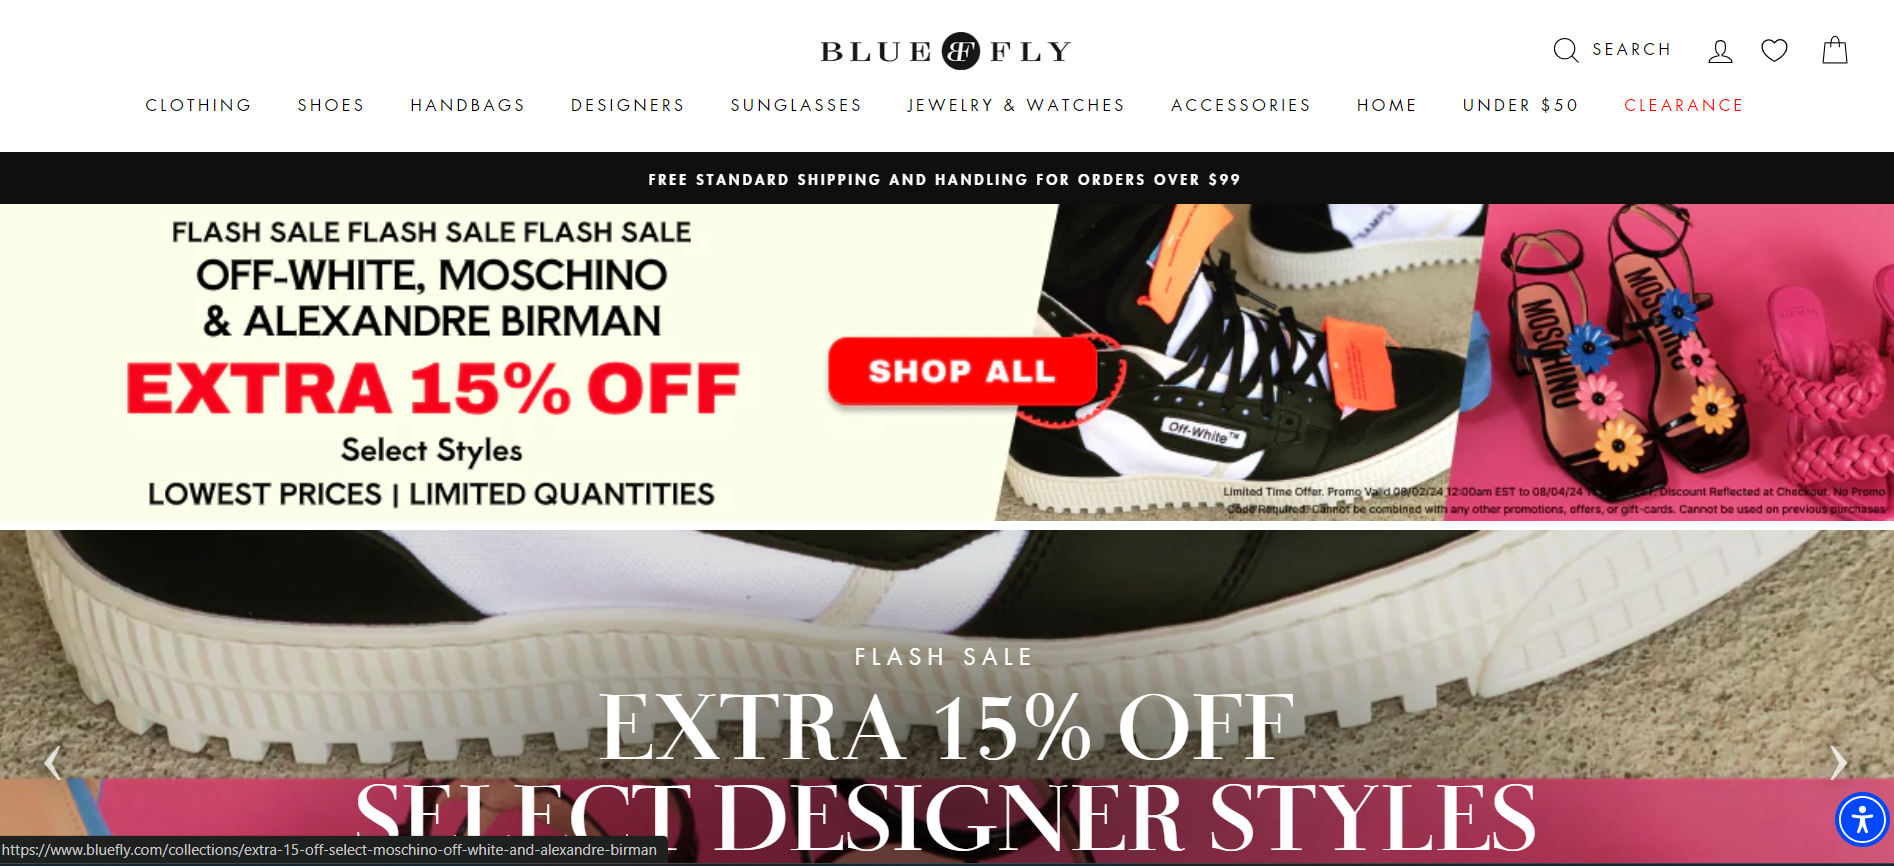 BLUE BF FLY
SEARCH
CLOTHING SHOES HANDBAGS DESIGNERS SUNGLASSES JEWELRY & WATCHES ACCESSORIES HOME UNDER $50 CLEARANCE
FREE STANDARD SHIPPING AND HANDLING FOR ORDERS OVER $99
FLASH SALE FLASH SALE FLASH SALE
OFF-WHITE, MOSCHINO
& ALEXANDRE BIRMAN
EXTRA 15% OFF
Select Styles
LOWEST PRICES | LIMITED QUANTITIES
SHOP ALL
SAMPLE
Off-White™
MOSCHINO
MOSCHINO
BIRMAN
Limited Time Offer. Promo Valid 08/02/24 12:00am EST to 08/04/24 Discount Reflected at Checkout. No Promo
Code Required. Cannot be combined with any other promotions, offers, or gift-cards. Cannot be used on previous purchases
FLASH SALE
EXTRA 15% OFF
SELECT DESIGNER STYLES
https://www.bluefly.com/collections/extra-15-off-select-moschino-off-white-and-alexandre-birman